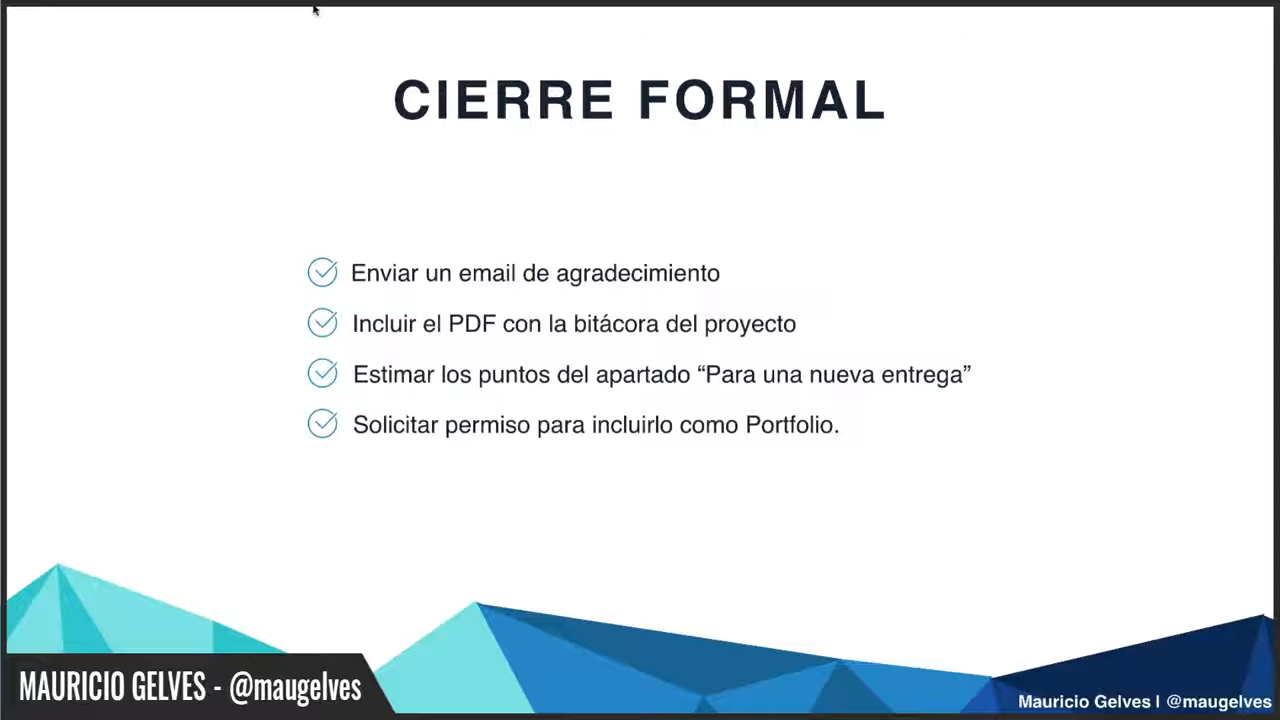 CIERRE FORMAL
Enviar un email de agradecimiento
Incluir el PDF con la bitácora del proyecto
Estimar los puntos del apartado “Para una nueva entrega”
Solicitar permiso para incluirlo como Portfolio.
MAURICIO GELVES - @maugelves
Mauricio Gelves | @maugelves